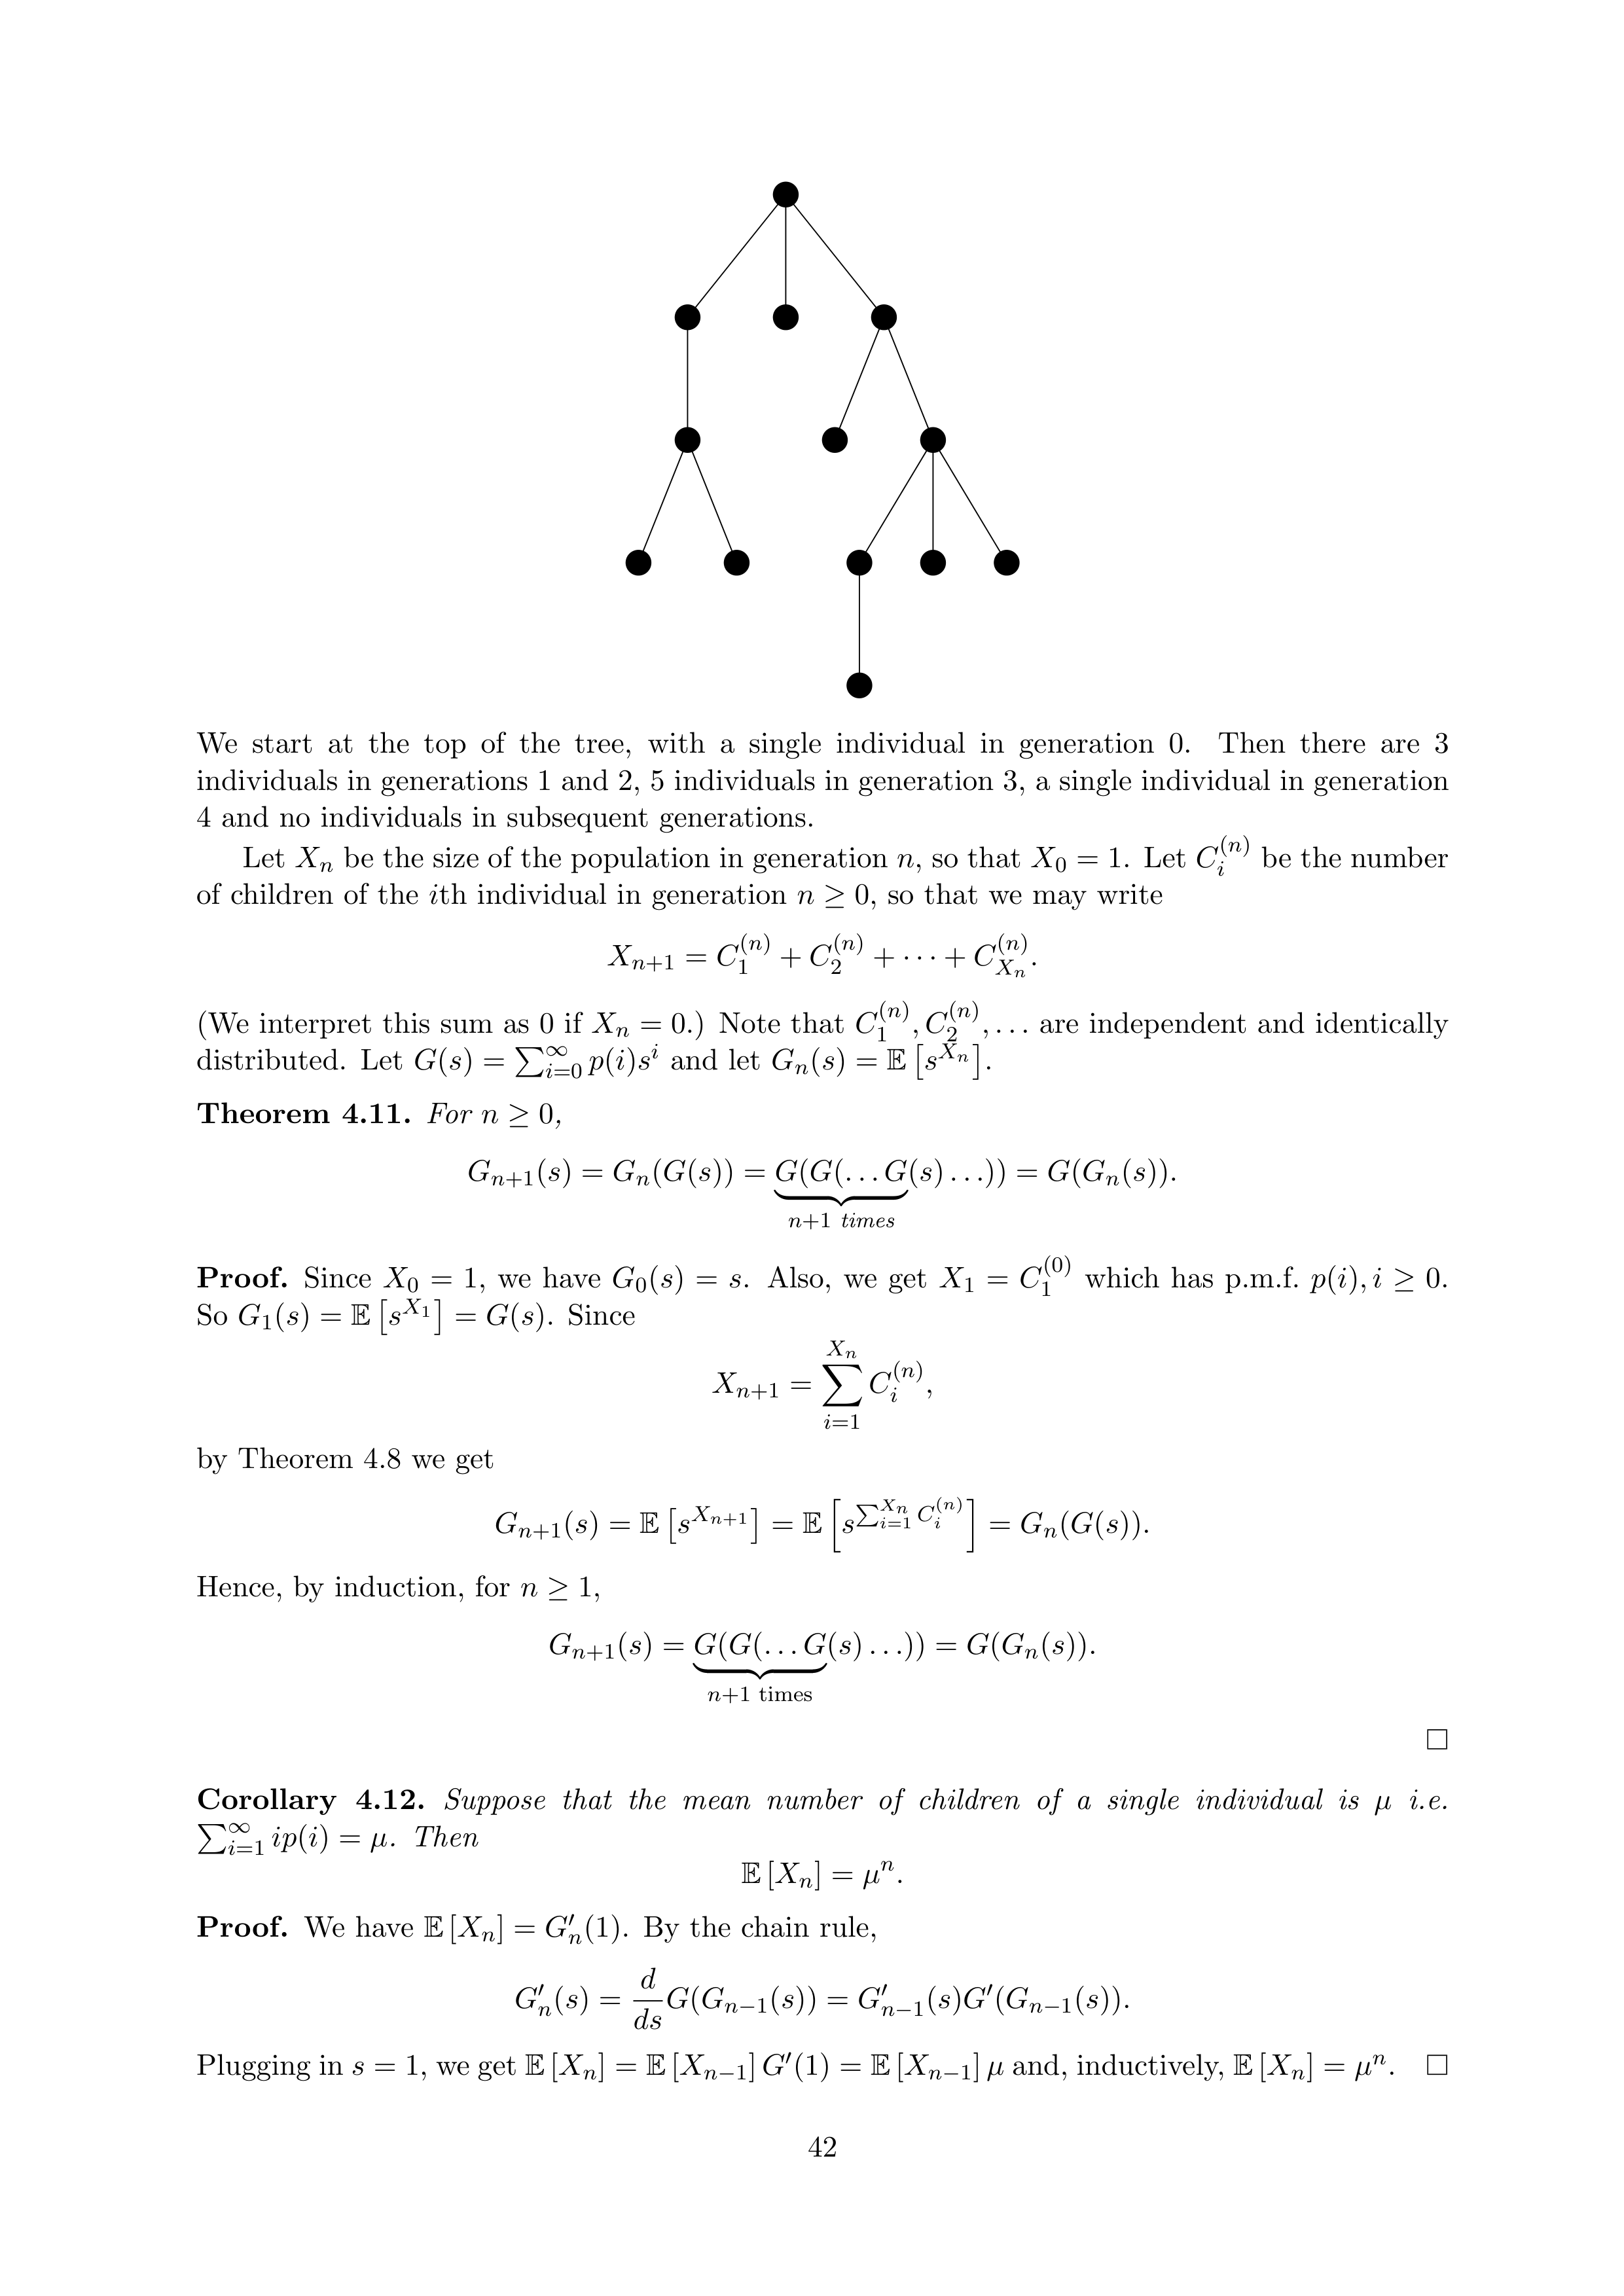 We start at the top of the tree, with a single individual in generation 0. Then there are 3
individuals in generations 1 and 2, 5 individuals in generation 3, a single individual in generation
4 and no individuals in subsequent generations.
Let $X_n$ be the size of the population in generation $n$, so that $X_0 = 1$. Let $C_i^{(n)}$ be the number
of children of the $i$th individual in generation $n \geq 0$, so that we may write
$X_{n+1} = C_1^{(n)} + C_2^{(n)} + \cdots + C_{X_n}^{(n)}.$
(We interpret this sum as 0 if $X_n = 0$.) Note that $C_1^{(n)}, C_2^{(n)}, \ldots$ are independent and identically
distributed. Let $G(s) = \sum_{i=0}^{\infty} p(i)s^i$ and let $G_n(s) = \mathbb{E}\left[s^{X_n}\right]$.
Theorem 4.11. For $n \geq 0$,
$G_{n+1}(s) = G_n(G(s)) = \underbrace{G(G(\ldots G}_{n+1 \text{ times}}(s) \ldots)) = G(G_n(s)).$
Proof. Since $X_0 = 1$, we have $G_0(s) = s$. Also, we get $X_1 = C_1^{(0)}$ which has p.m.f. $p(i), i \geq 0$.
So $G_1(s) = \mathbb{E}\left[s^{X_1}\right] = G(s)$. Since
$X_{n+1} = \sum_{i=1}^{X_n} C_i^{(n)},$
by Theorem 4.8 we get
$G_{n+1}(s) = \mathbb{E}\left[s^{X_{n+1}}\right] = \mathbb{E}\left[s^{\sum_{i=1}^{X_n} C_i^{(n)}}\right] = G_n(G(s)).$
Hence, by induction, for $n \geq 1$,
$G_{n+1}(s) = \underbrace{G(G(\ldots G}_{n+1 \text{ times}}(s) \ldots)) = G(G_n(s)).$
□
Corollary 4.12. Suppose that the mean number of children of a single individual is $\mu$ i.e.
$\sum_{i=1}^{\infty} ip(i) = \mu$. Then
$\mathbb{E}[X_n] = \mu^n.$
Proof. We have $\mathbb{E}[X_n] = G_n'(1)$. By the chain rule,
$G_n'(s) = \frac{d}{ds} G(G_{n-1}(s)) = G_{n-1}'(s)G'(G_{n-1}(s)).$
Plugging in $s = 1$, we get $\mathbb{E}[X_n] = \mathbb{E}[X_{n-1}] G'(1) = \mathbb{E}[X_{n-1}] \mu$ and, inductively, $\mathbb{E}[X_n] = \mu^n$. □
42